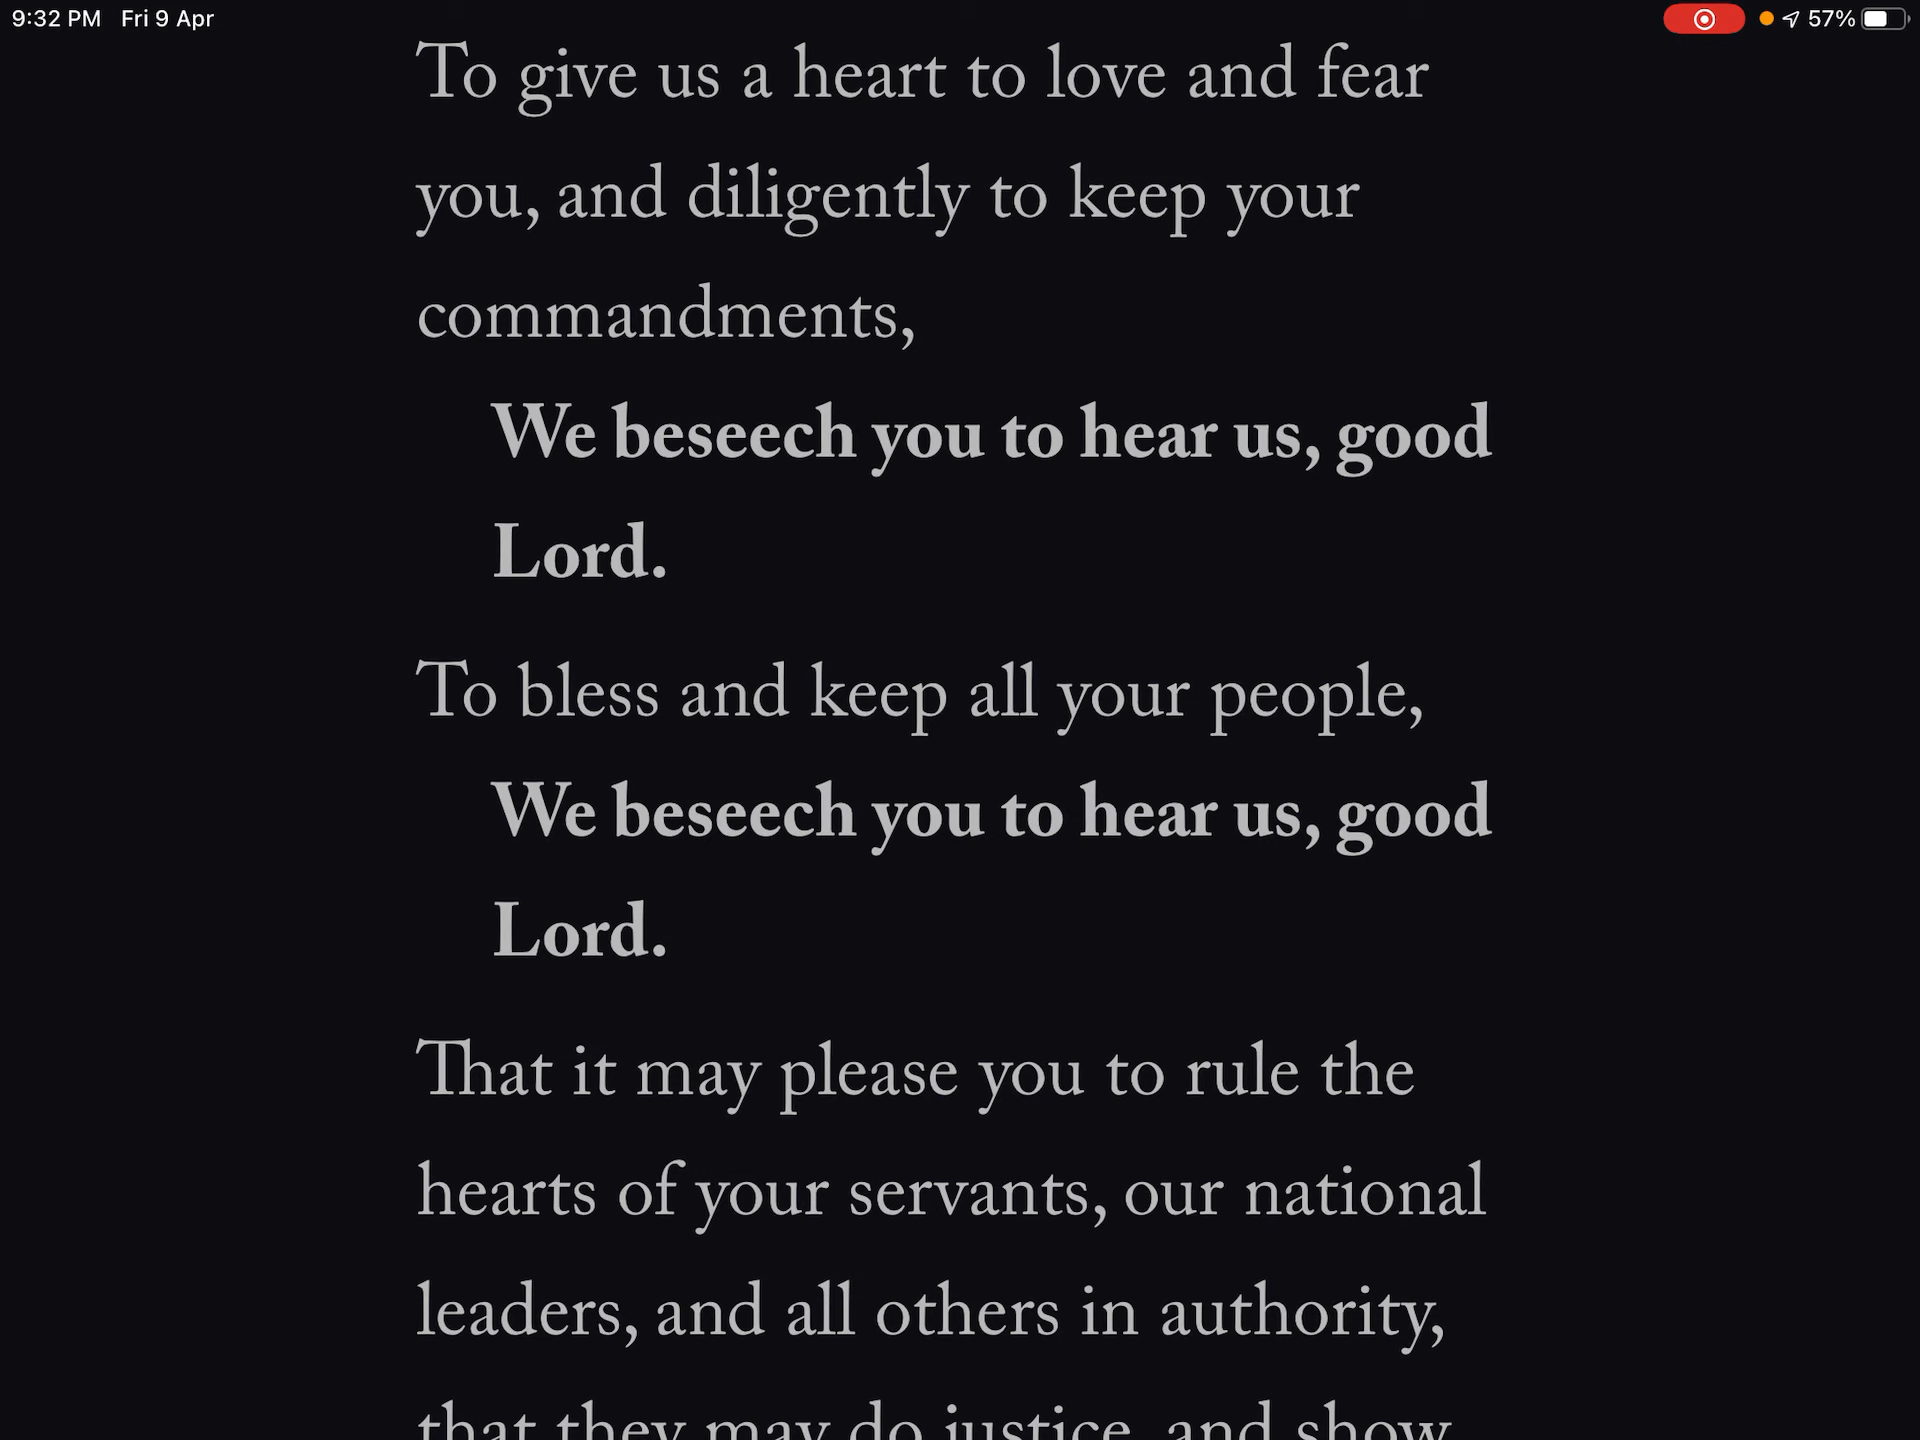 9:32 PM Fri 9 Apr
57%
To give us a heart to love and fear
you, and diligently to keep your
commandments,
We beseech you to hear us, good
Lord.
To bless and keep all your people,
We beseech you to hear us, good
Lord.
That it may please you to rule the
hearts of your servants, our national
leaders, and all others in authority,
that they may do justice, and show